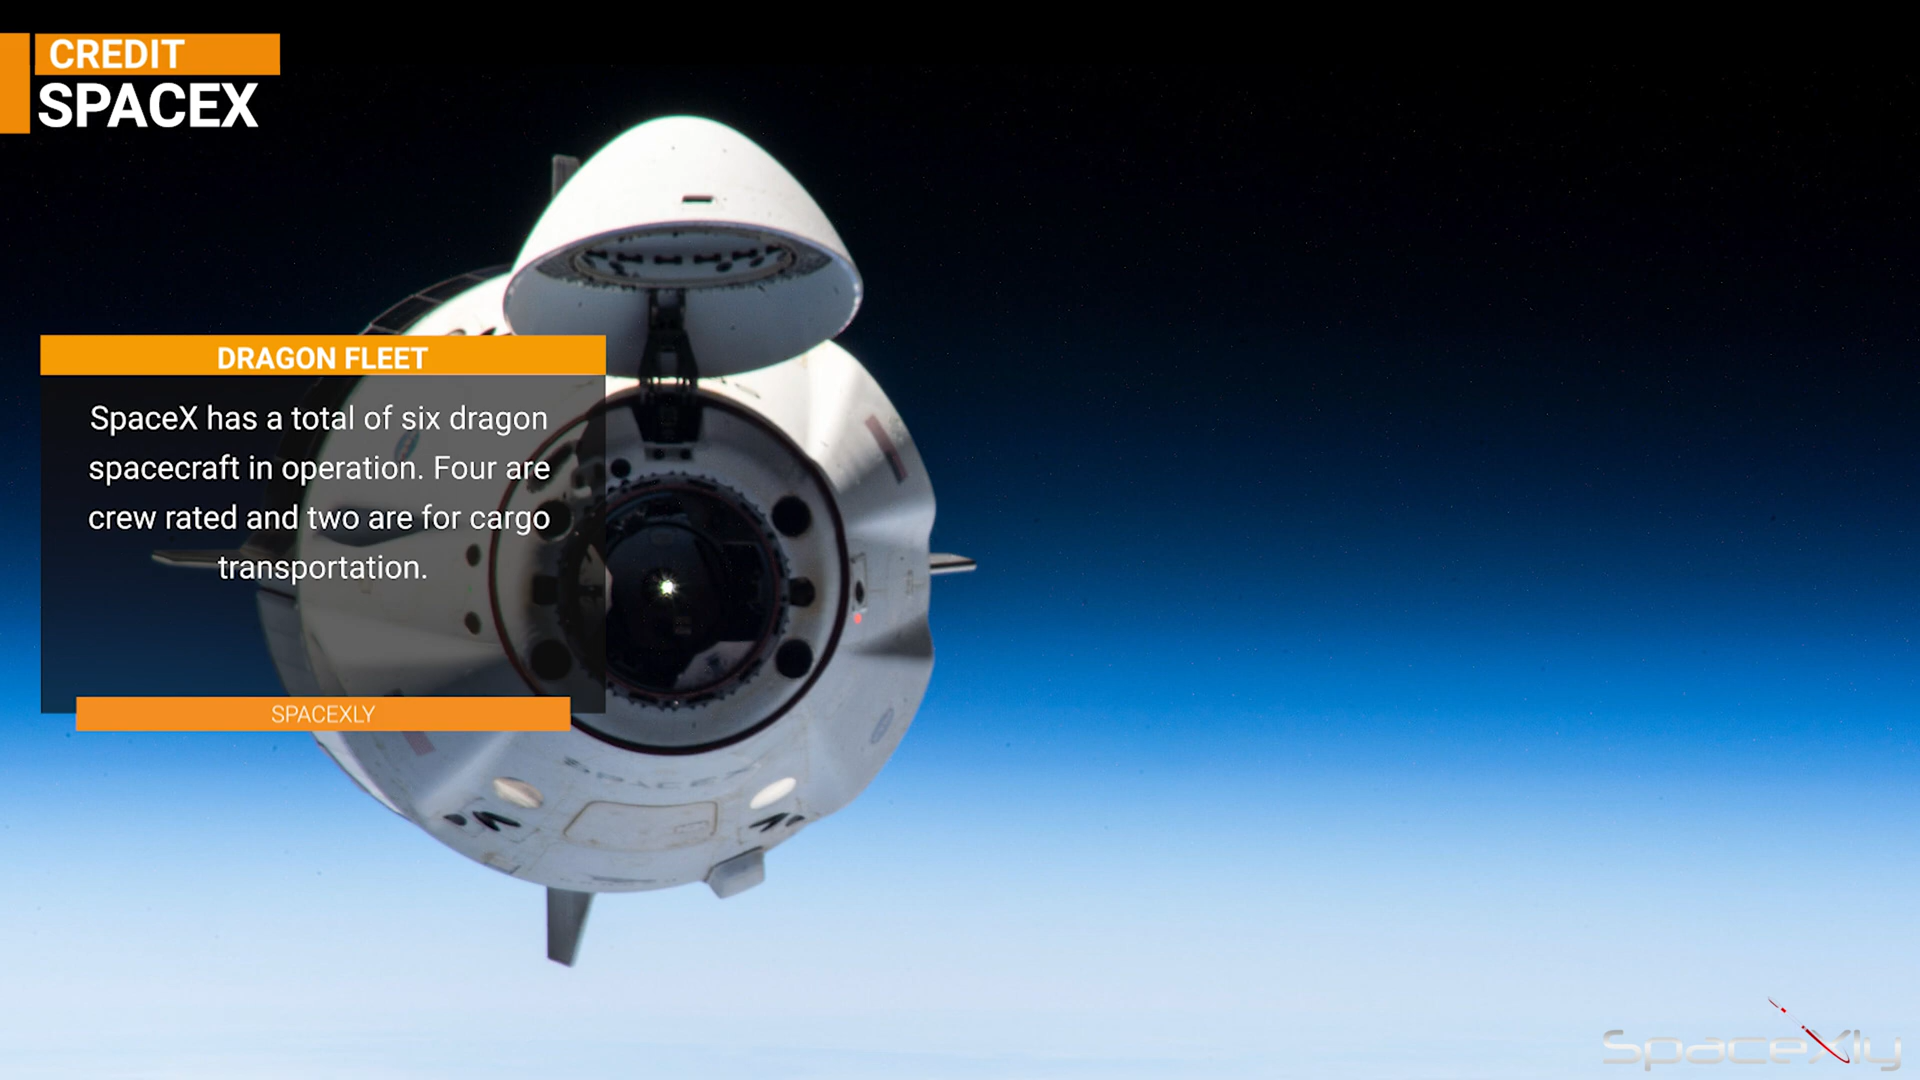 CREDIT
SPACEX
DRAGON FLEET
SpaceX has a total of six dragon
spacecraft in operation. Four are
crew rated and two are for cargo
transportation.
SPACEXLY
SPACEX
SpaceXly